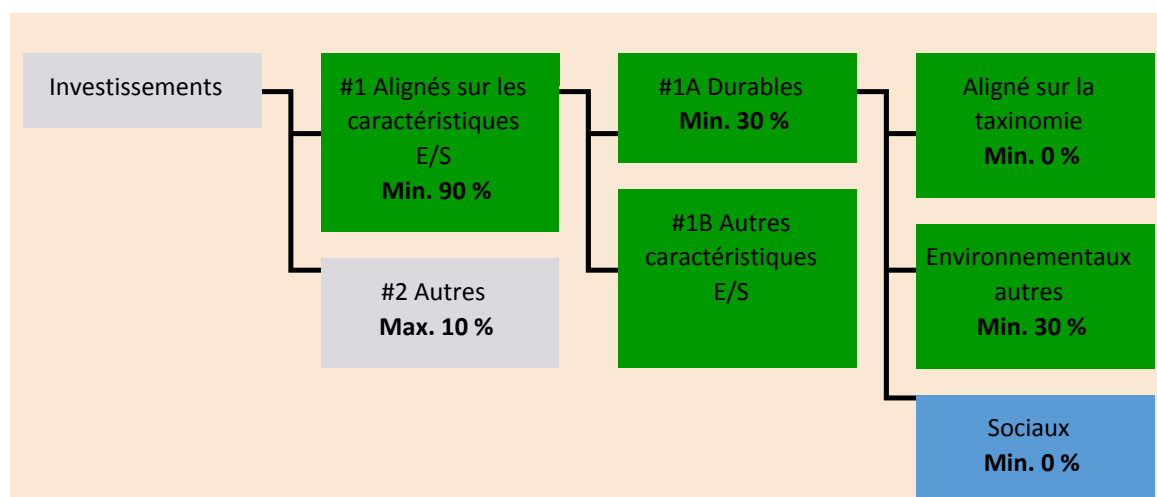 Investissements
#1 Alignés sur les
caractéristiques
E/S
Min. 90 %
#2 Autres
Max. 10 %
#1A Durables
Min. 30 %
#1B Autres
caractéristiques
E/S
Aligné sur la
taxinomie
Min. 0 %
Environnementaux
autres
Min. 30 %
Sociaux
Min. 0 %